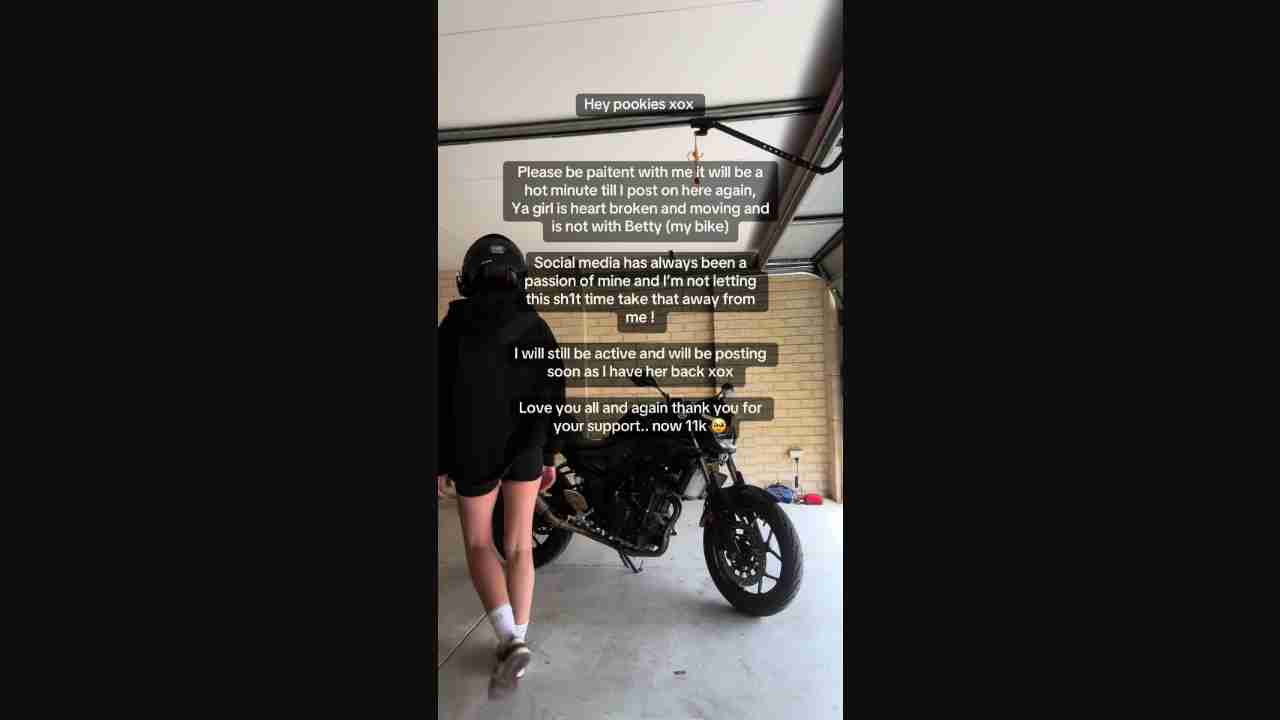 Hey pookies xox
Please be paitent with me it will be a
hot minute till I post on here again,
Ya girl is heart broken and moving and
is not with Betty (my bike)
Social media has always been a
passion of mine and I'm not letting
this sh1t time take that away from
me !
I will still be active and will be posting
soon as I have her back xox
Love you all and again thank you for
your support.. now 11k 🥹